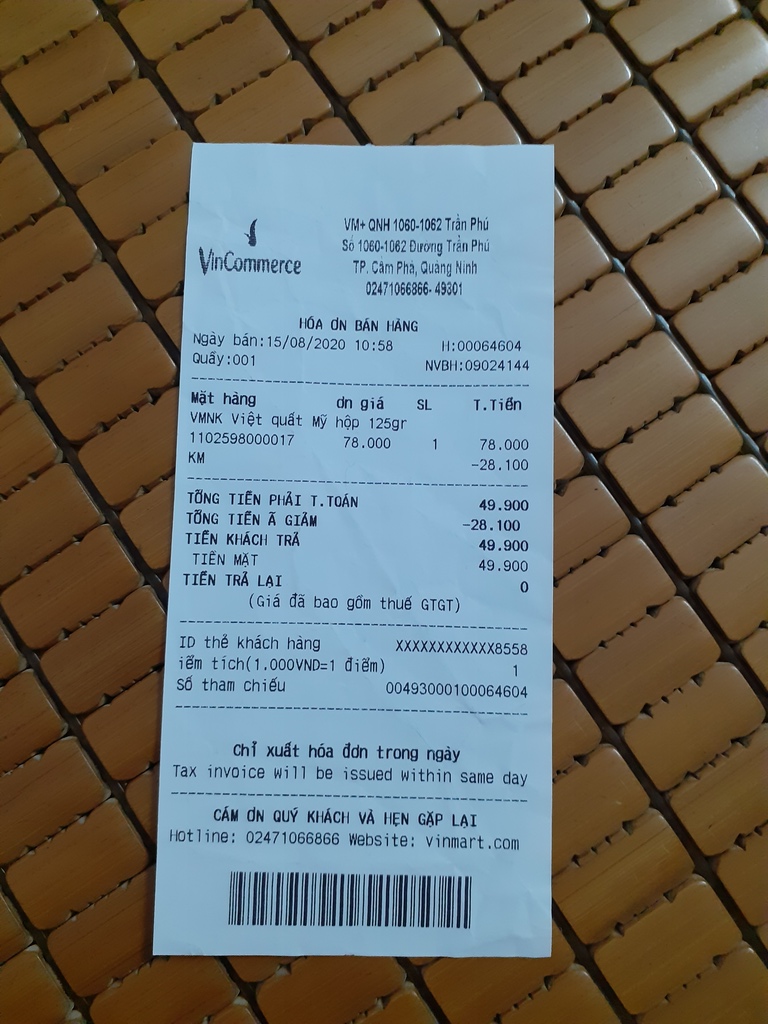 VinCommerce
VM+ QNH 1060-1062 Trần Phú
Số 1060-1062 Đường Trần Phú
TP. Cẩm Phả, Quảng Ninh
02471066866- 49301
HÓA ƠN BÁN HÀNG
Ngày bán:15/08/2020 10:58 H:00064604
Quầy:001 NVBH:09024144
Mặt hàng ơn giá SL T.Tiền
VMNK Việt quất Mỹ hộp 125gr
1102598000017 78.000 1 78.000
KM -28.100
TỔNG TIỀN PHẢI T.TOÁN 49.900
TỔNG TIỀN Ã GIẢM -28.100
TIỀN KHÁCH TRẢ 49.900
TIỀN MẶT 49.900
TIỀN TRẢ LẠI 0
(Giá đã bao gồm thuế GTGT)
ID thẻ khách hàng XXXXXXXXXXXX8558
iểm tích(1.000VND=1 điểm) 1
Số tham chiếu 00493000100064604
Chỉ xuất hóa đơn trong ngày
Tax invoice will be issued within same day
CÁM ƠN QUÝ KHÁCH VÀ HẸN GẶP LẠI
Hotline: 02471066866 Website: vinmart.com